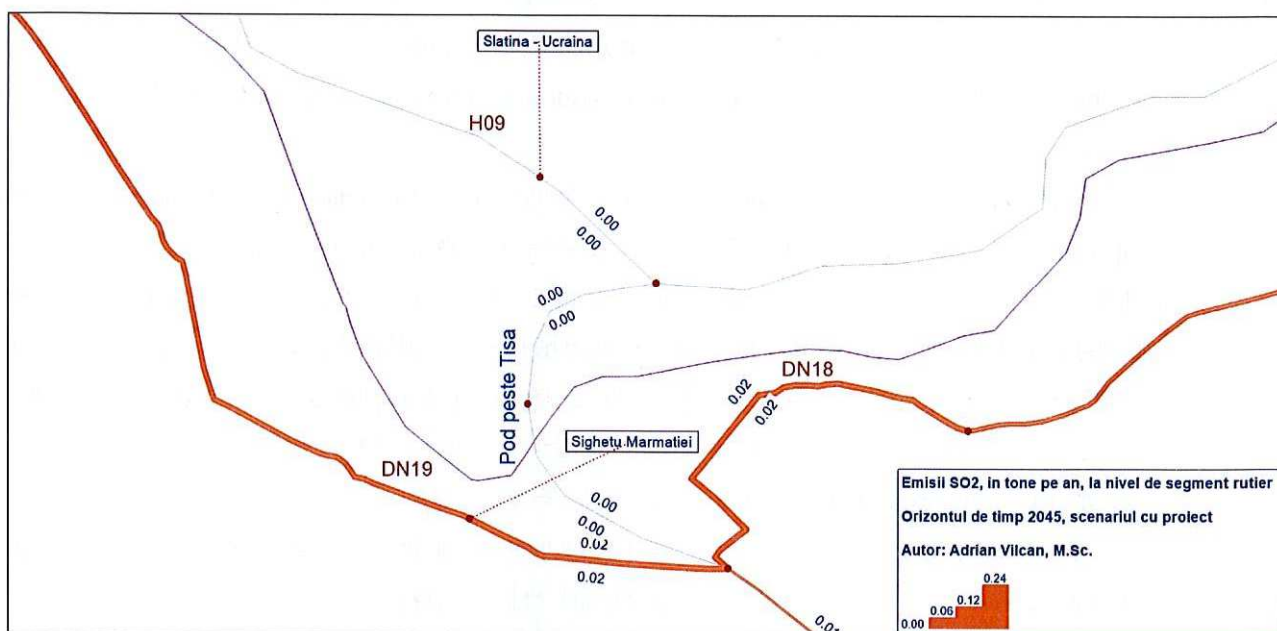 Slatina - Ucraina
H09
0.00
0.00
0.00
0.00
Pod peste Tisa
DN18
0.02
0.02
Sighetu Marmatiei
DN19
0.00
0.00
0.02
0.02
Emisii SO2, in tone pe an, la nivel de segment rutier
Orizontul de timp 2045, scenariul cu proiect
Autor: Adrian Vilcan, M.Sc.
0.24
0.12
0.06
0.00